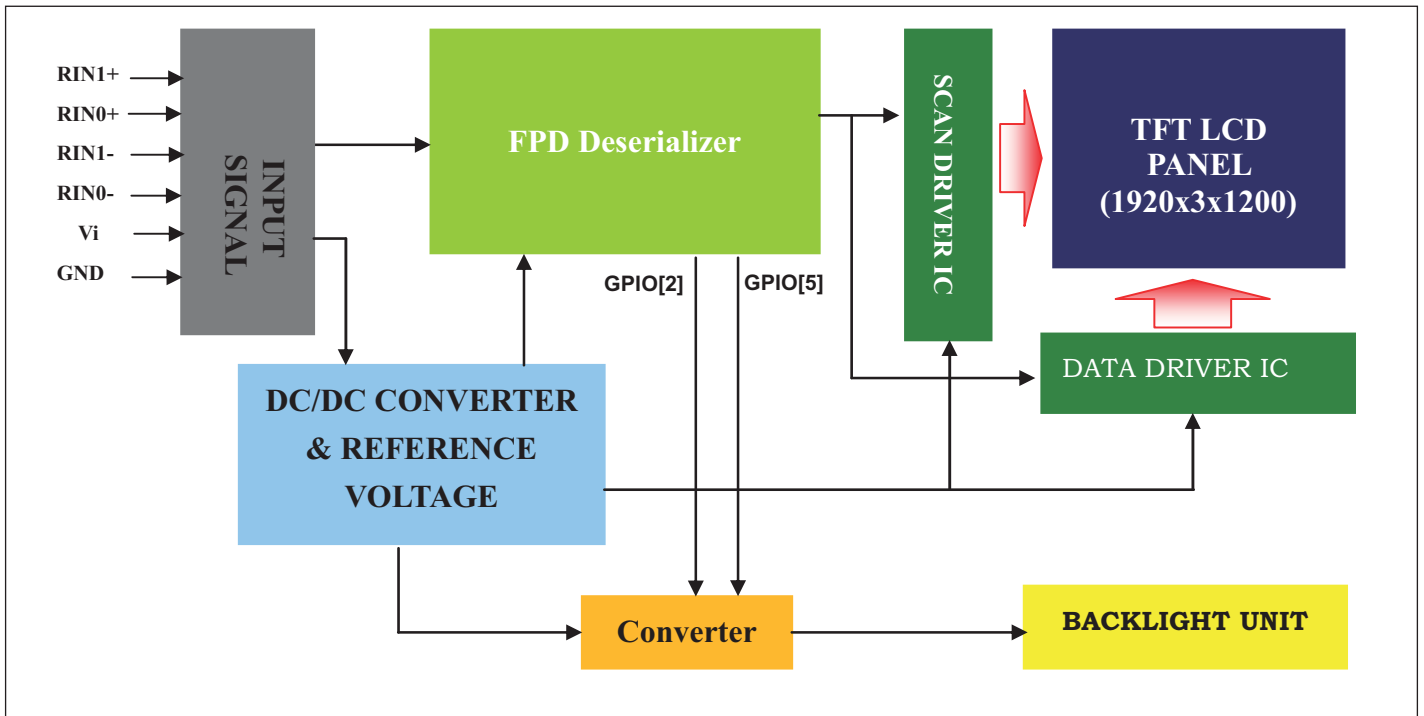 RIN1+
RIN0+
RIN1-
RIN0-
Vi
GND
INPUT
SIGNAL
FPD Deserializer
SCAN DRIVER IC
TFT LCD
PANEL
(1920x3x1200)
GPIO[2]
GPIO[5]
DATA DRIVER IC
DC/DC CONVERTER
& REFERENCE
VOLTAGE
Converter
BACKLIGHT UNIT